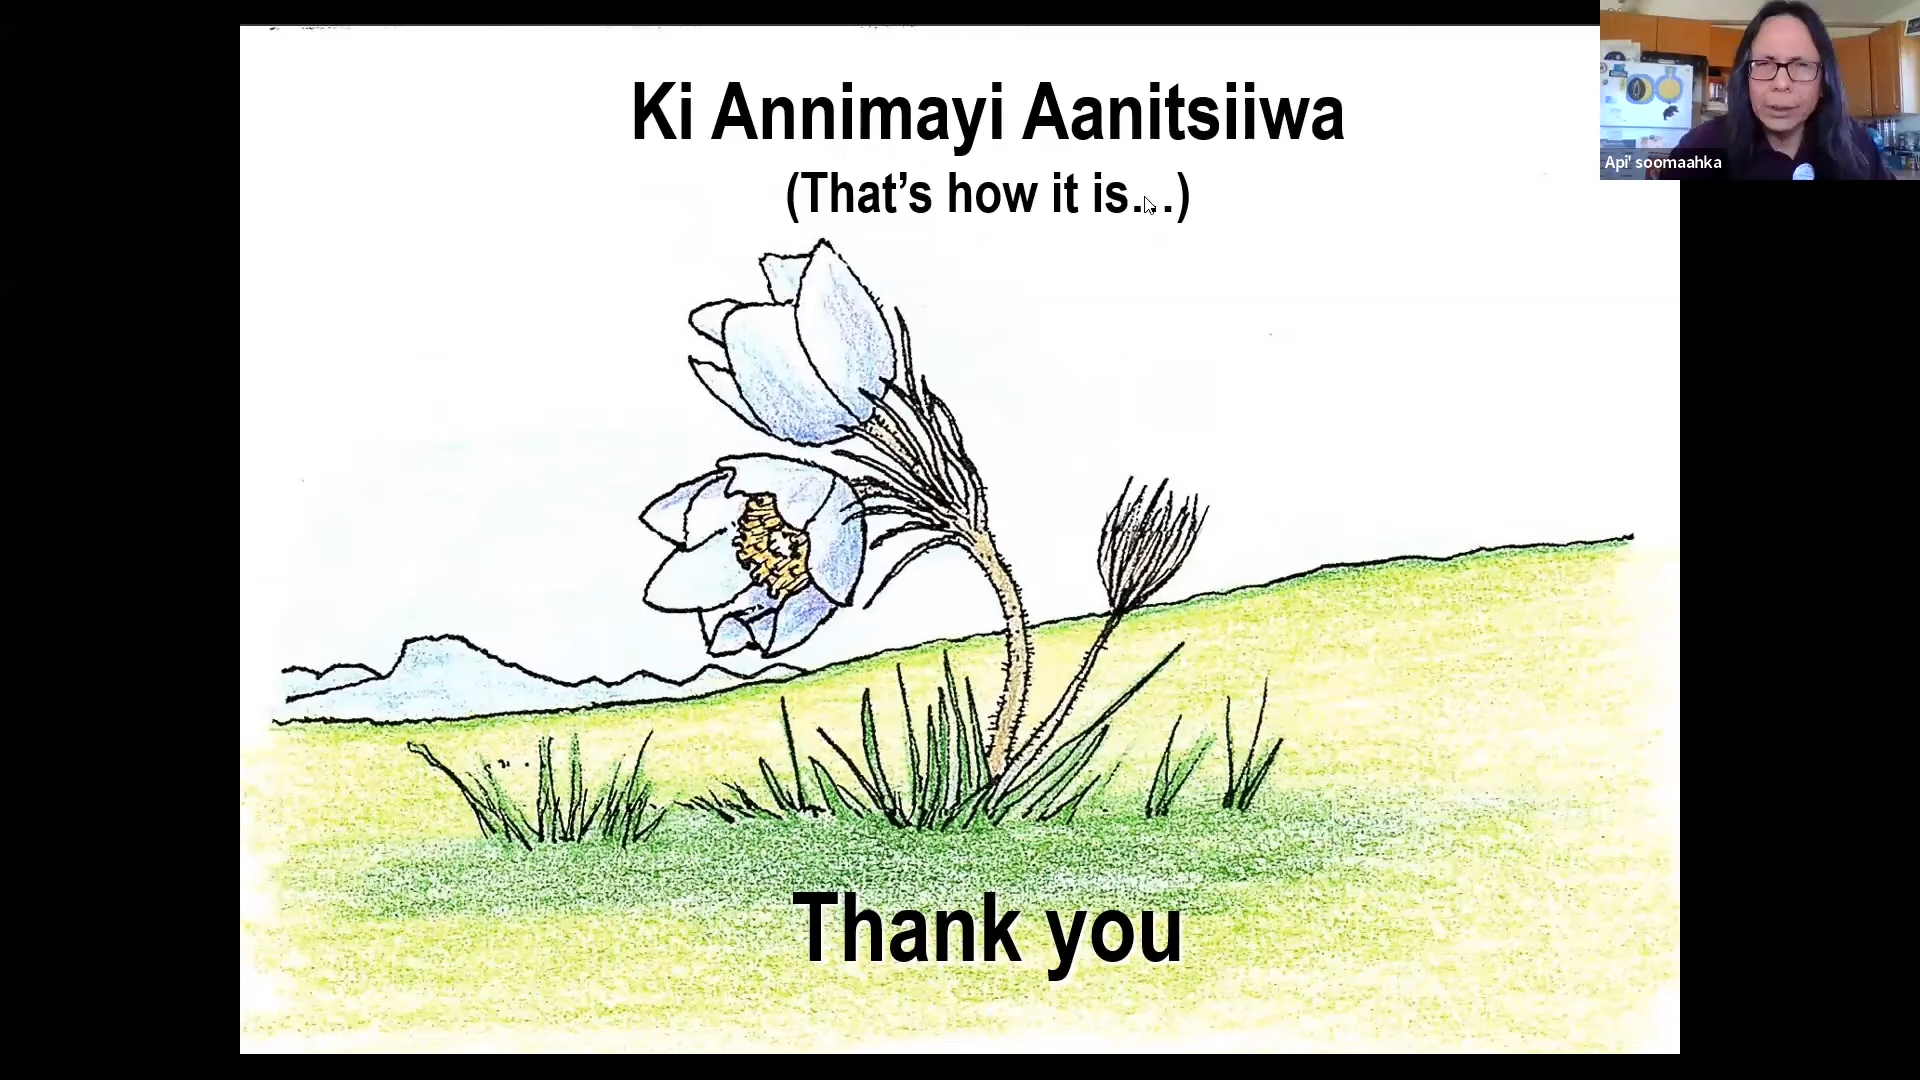 Ki Annimayi Aanitsiiwa
(That’s how it is…)
Thank you
Api' soomaahka